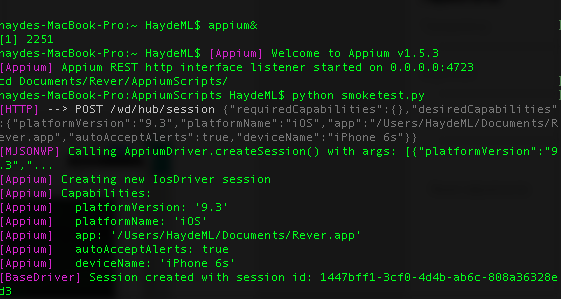 haydes-MacBook-Pro:~ HaydeML$ appium&
[1] 2251
haydes-MacBook-Pro:~ HaydeML$ [Appium] Welcome to Appium v1.5.3
[Appium] Appium REST http interface listener started on 0.0.0.0:4723
cd Documents/Rever/AppiumScripts/
haydes-MacBook-Pro:AppiumScripts HaydeML$ python smoketest.py
[HTTP] --> POST /wd/hub/session {"requiredCapabilities":{},"desiredCapabilities"
:{"platformVersion":"9.3","platformName":"iOS","app":"/Users/HaydeML/Documents/R
ever.app","autoAcceptAlerts":true,"deviceName":"iPhone 6s"}}
[MJSONWP] Calling AppiumDriver.createSession() with args: [{"platformVersion":"9
.3","...
[Appium] Creating new IosDriver session
[Appium] Capabilities:
[Appium]   platformVersion: '9.3'
[Appium]   platformName: 'iOS'
[Appium]   app: '/Users/HaydeML/Documents/Rever.app'
[Appium]   autoAcceptAlerts: true
[Appium]   deviceName: 'iPhone 6s'
[BaseDriver] Session created with session id: 1447bff1-3cf0-4d4b-ab6c-808a36328e
d3